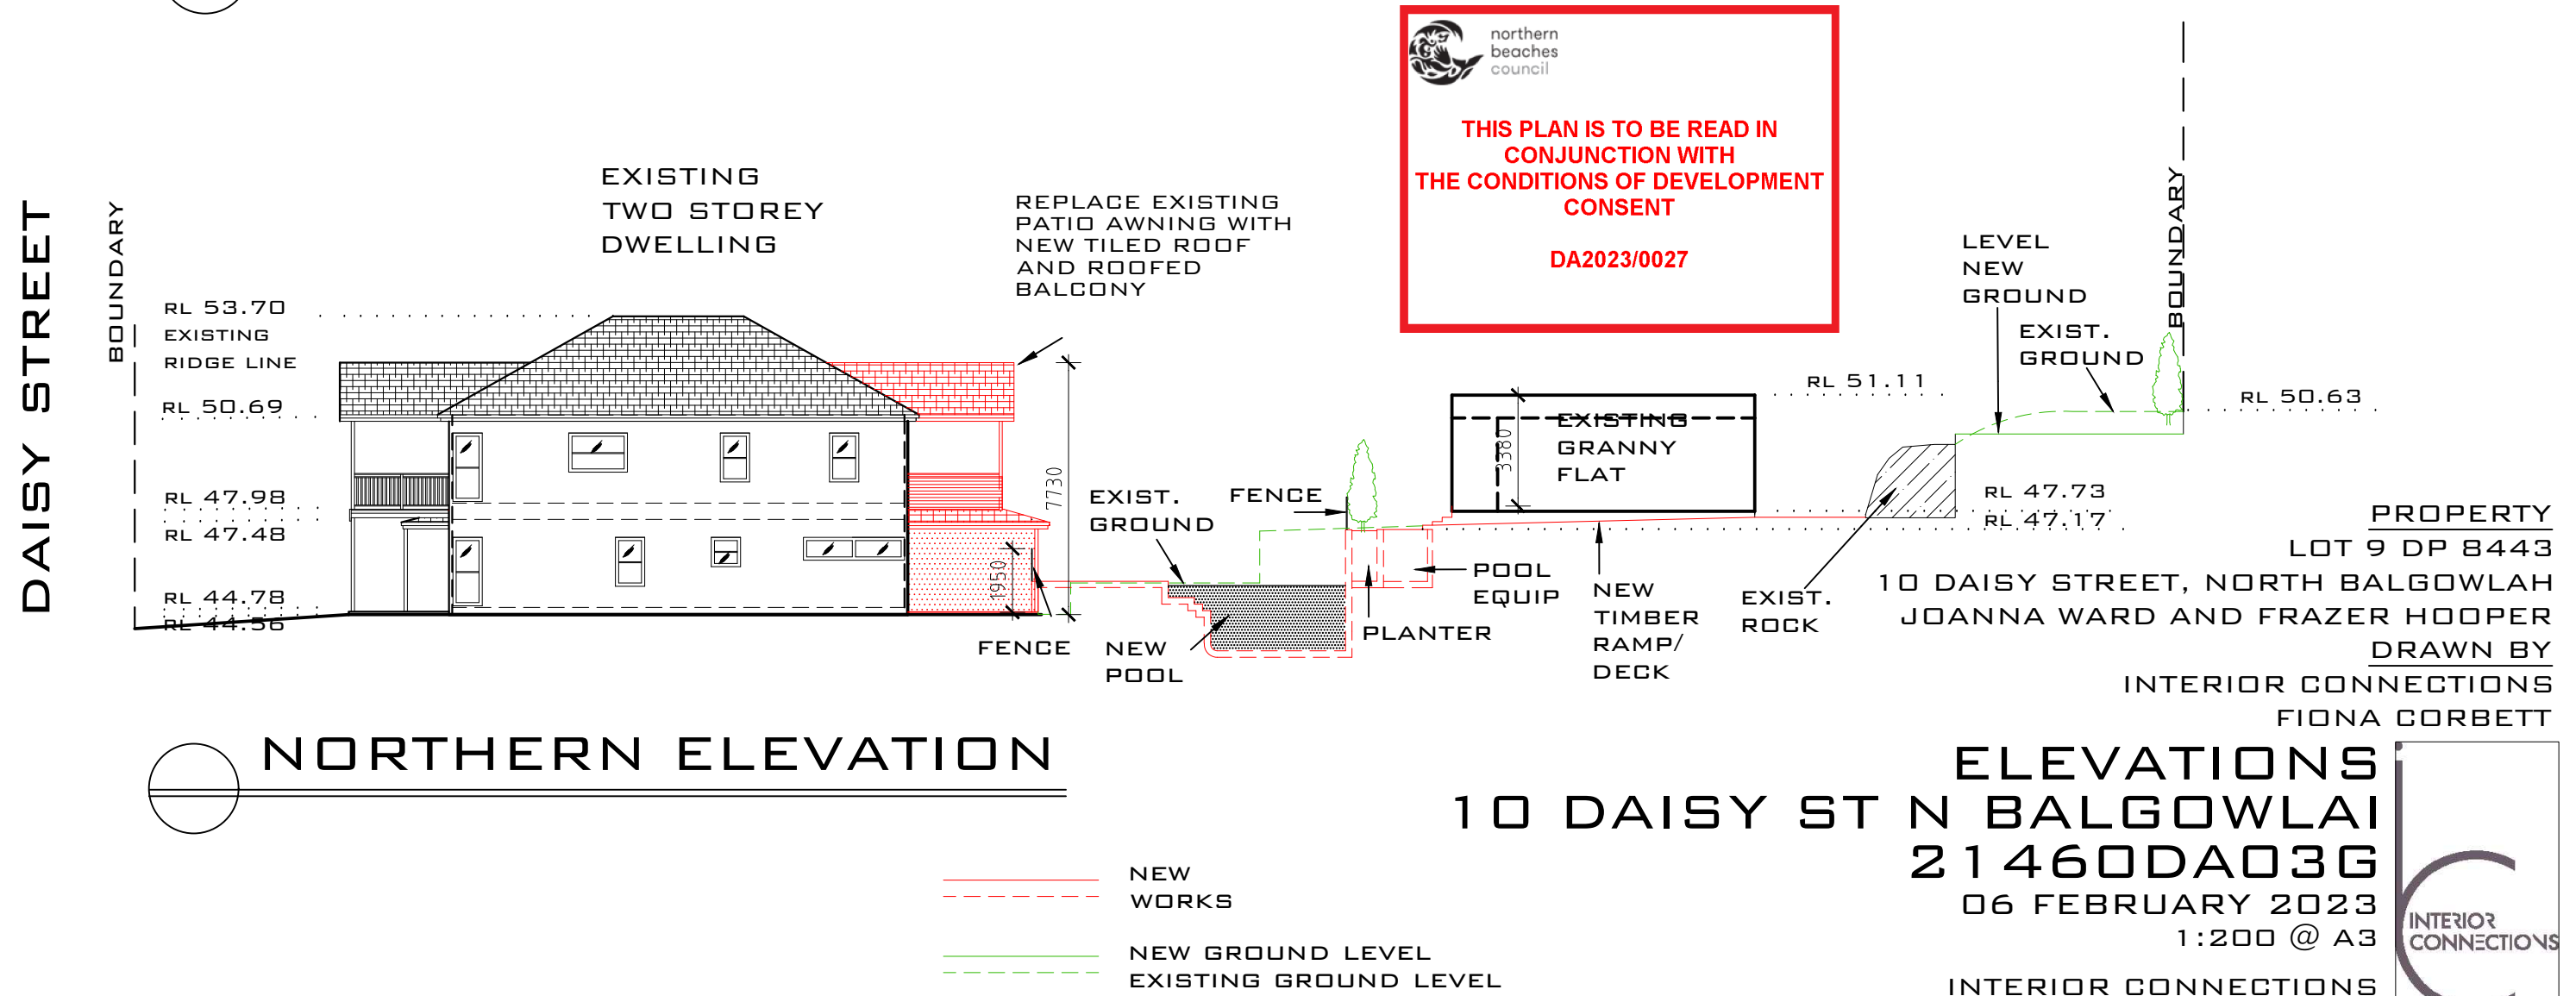 northern
beaches
council
THIS PLAN IS TO BE READ IN
CONJUNCTION WITH
THE CONDITIONS OF DEVELOPMENT
CONSENT
DA2023/0027
DAISY STREET
BOUNDARY
EXISTING
TWO STOREY
DWELLING
REPLACE EXISTING
PATIO AWNING WITH
NEW TILED ROOF
AND ROOFED
BALCONY
RL 53.70
EXISTING
RIDGE LINE
RL 50.69
RL 47.98
RL 47.48
RL 44.78
RL 44.56
7730
1950
FENCE
EXIST.
GROUND
NEW
POOL
FENCE
PLANTER
POOL
EQUIP
3380
EXISTING
GRANNY
FLAT
NEW
TIMBER
RAMP/
DECK
EXIST.
ROCK
RL 51.11
LEVEL
NEW
GROUND
EXIST.
GROUND
BOUNDARY
RL 50.63
RL 47.73
RL 47.17
PROPERTY
LOT 9 DP 8443
10 DAISY STREET, NORTH BALGOWLAH
JOANNA WARD AND FRAZER HOOPER
DRAWN BY
INTERIOR CONNECTIONS
FIONA CORBETT
NORTHERN ELEVATION
ELEVATIONS
10 DAISY ST N BALGOWLAI
21460DA03G
06 FEBRUARY 2023
1:200 @ A3
INTERIOR CONNECTIONS
INTERIOR
CONNECTIONS
NEW
WORKS
NEW GROUND LEVEL
EXISTING GROUND LEVEL